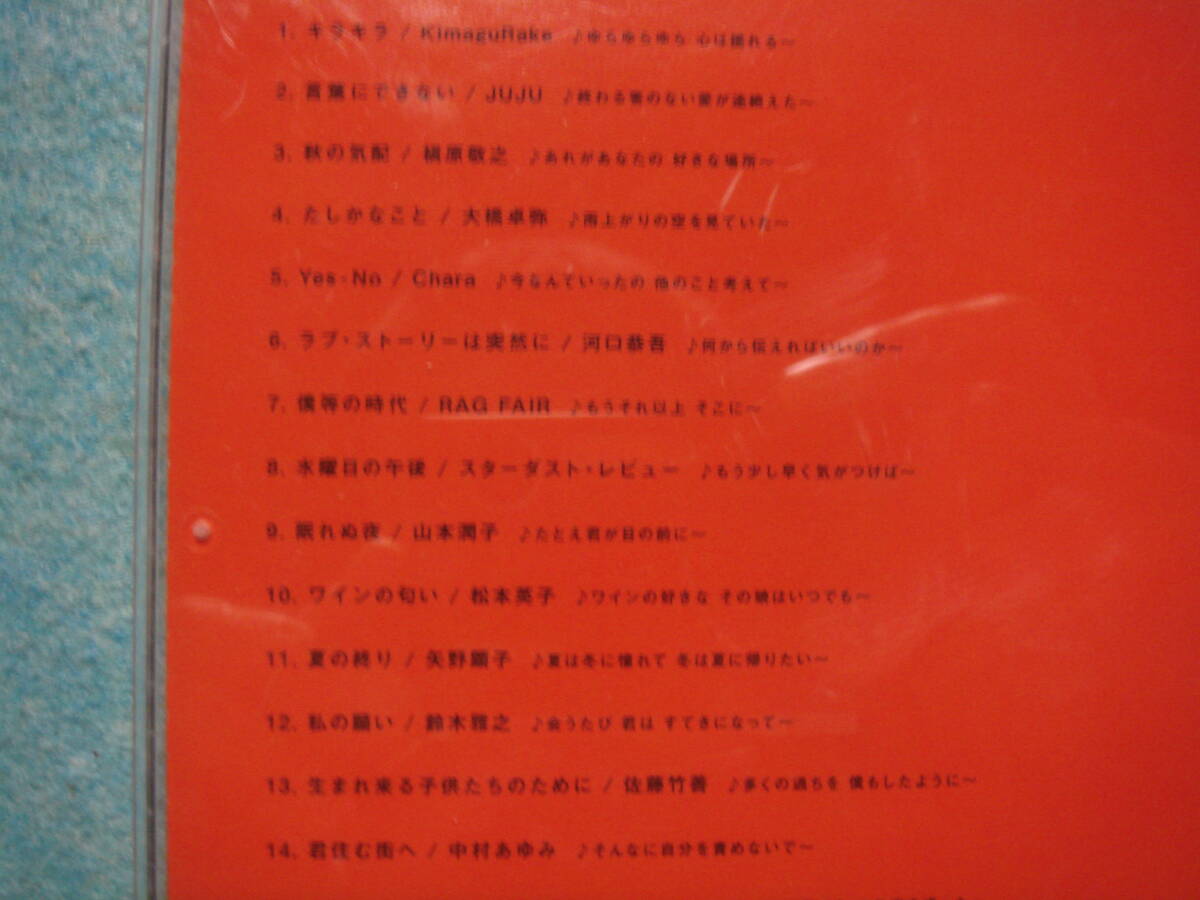 1. キラキラ / KimaguRake ♪ゆらゆらゆら 心は揺れる〜
2. 言葉にできない / JUJU ♪終わる筈のない愛が途絶えた〜
3. 秋の気配 / 槇原敬之 ♪あれがあなたの 好きな場所〜
4. たしかなこと / 大橋卓弥 ♪雨上がりの空を見ていた〜
5. Yes-No / Chara ♪今なんていったの 他のこと考えて〜
6. ラブ・ストーリーは突然に / 河口恭吾 ♪何から伝えればいいのか〜
7. 僕等の時代 / RAG FAIR ♪もうそれ以上 そこに〜
8. 水曜日の午後 / スターダスト・レビュー ♪もう少し早く気がつけば〜
9. 眠れぬ夜 / 山本潤子 ♪たとえ君が目の前に〜
10. ワインの匂い / 松本英子 ♪ワインの好きな その娘はいつでも〜
11. 夏の終り / 矢野顕子 ♪夏は冬に憧れて 冬は夏に帰りたい〜
12. 私の願い / 鈴木雅之 ♪会うたび 君は すてきになって〜
13. 生まれ来る子供たちのために / 佐藤竹善 ♪多くの過ちを 僕もしたように〜
14. 君住む街へ / 中村あゆみ ♪そんなに自分を責めないで〜